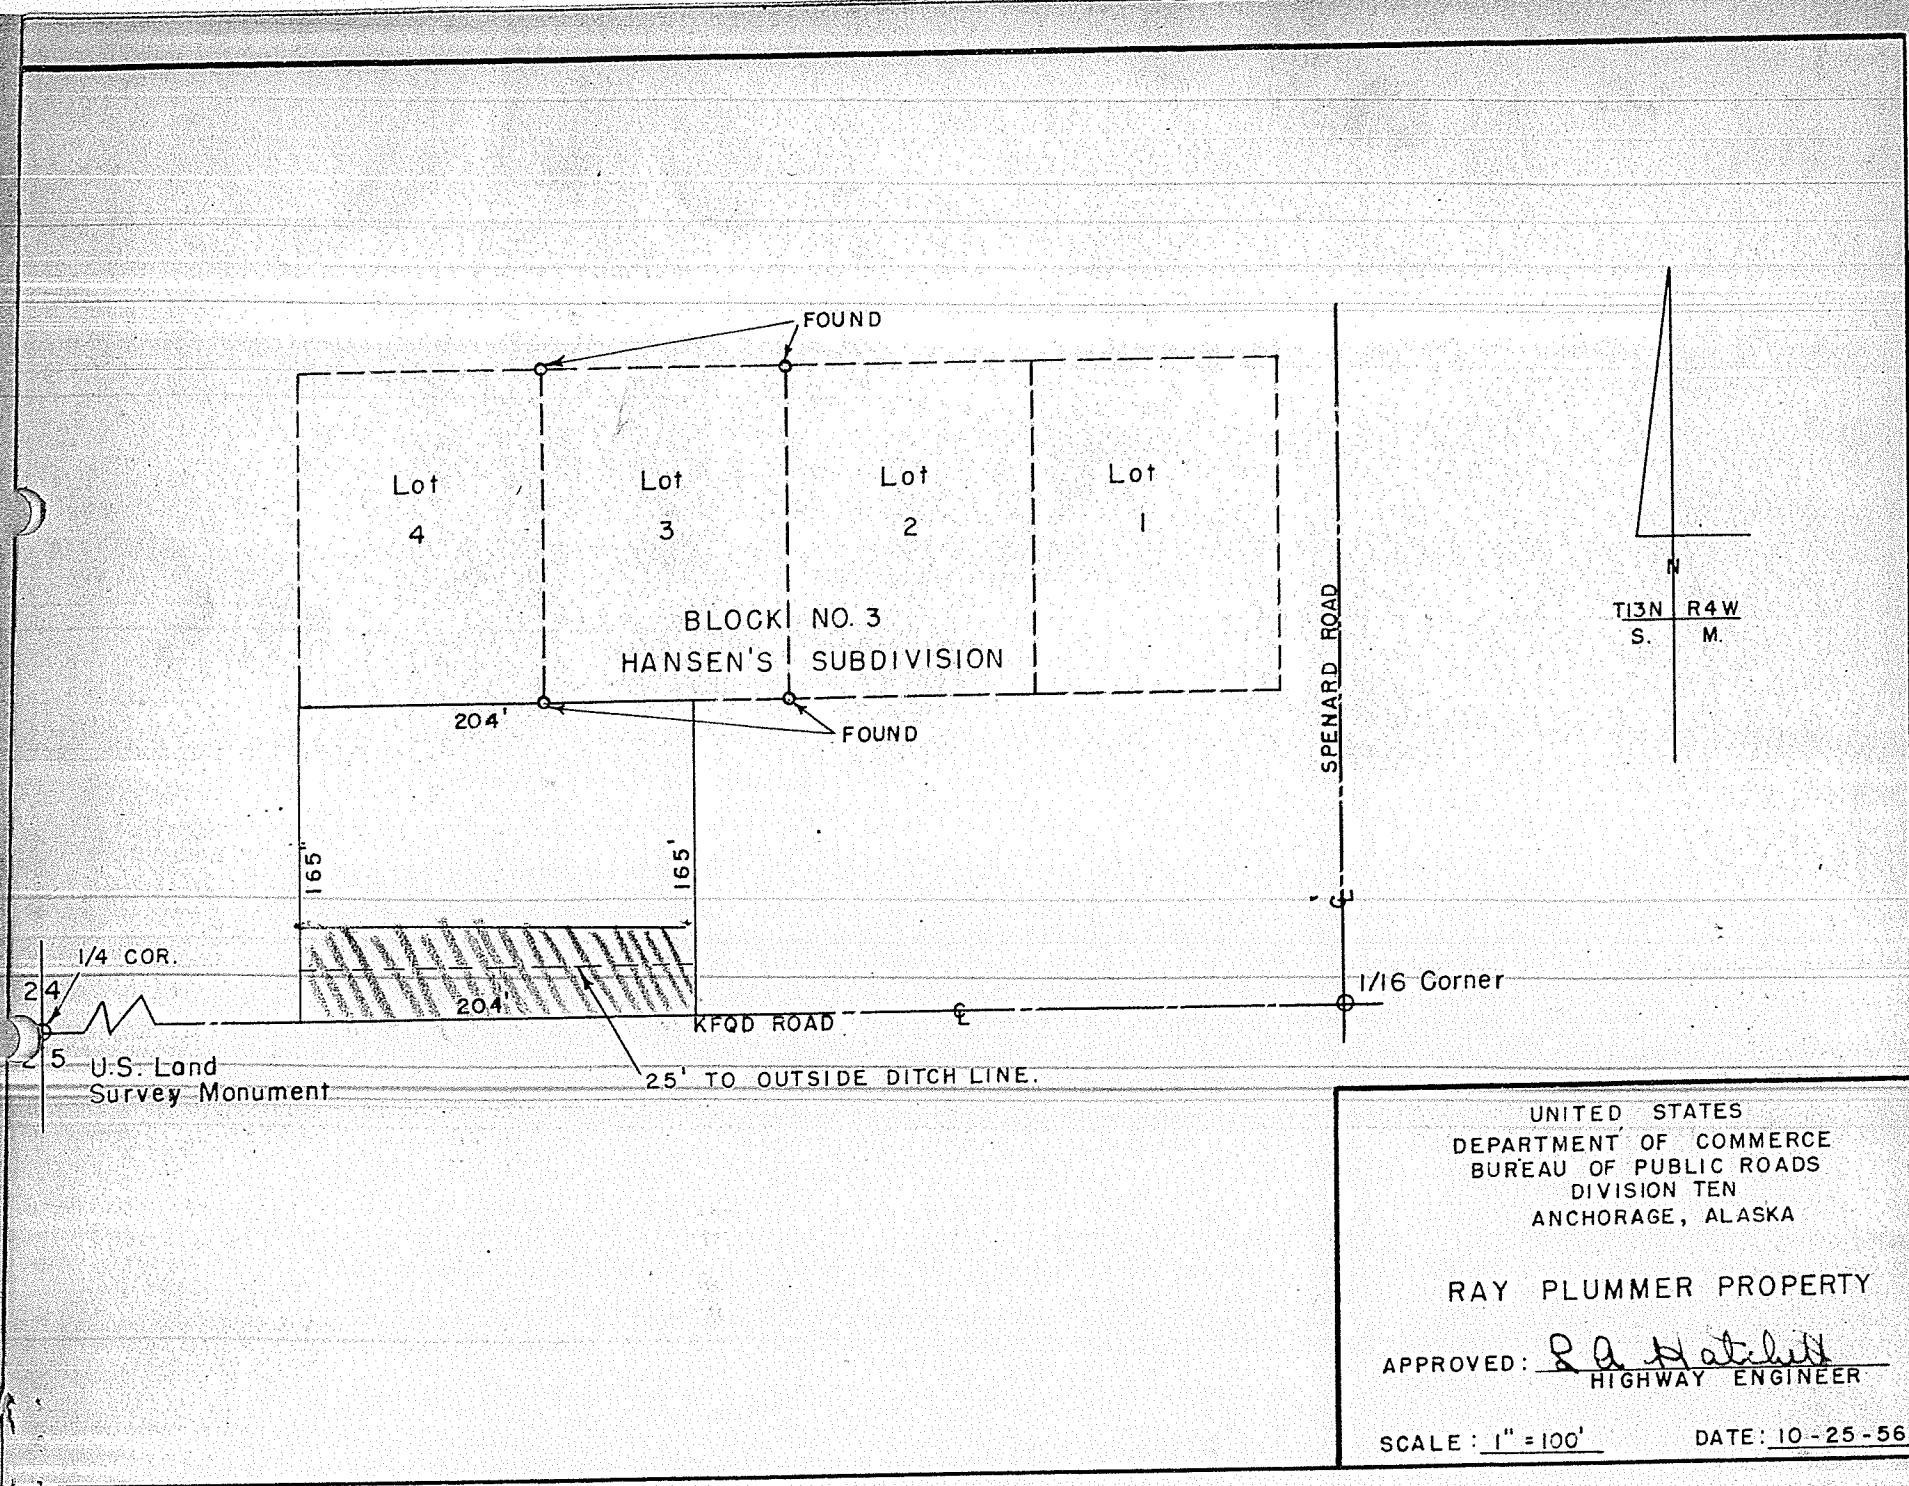 FOUND
Lot
4
Lot
3
Lot
2
Lot
1
BLOCK NO. 3
HANSEN'S SUBDIVISION
204'
FOUND
165'
165'
SPENARD ROAD
N
T13N R4W
S. M.
1/4 COR.
24
25
204'
KFQD ROAD
℄
℄
1/16 Corner
U.S. Land
Survey Monument
25' TO OUTSIDE DITCH LINE.
UNITED STATES
DEPARTMENT OF COMMERCE
BUREAU OF PUBLIC ROADS
DIVISION TEN
ANCHORAGE, ALASKA
RAY PLUMMER PROPERTY
APPROVED:
HIGHWAY ENGINEER
SCALE: 1" = 100' DATE: 10-25-56